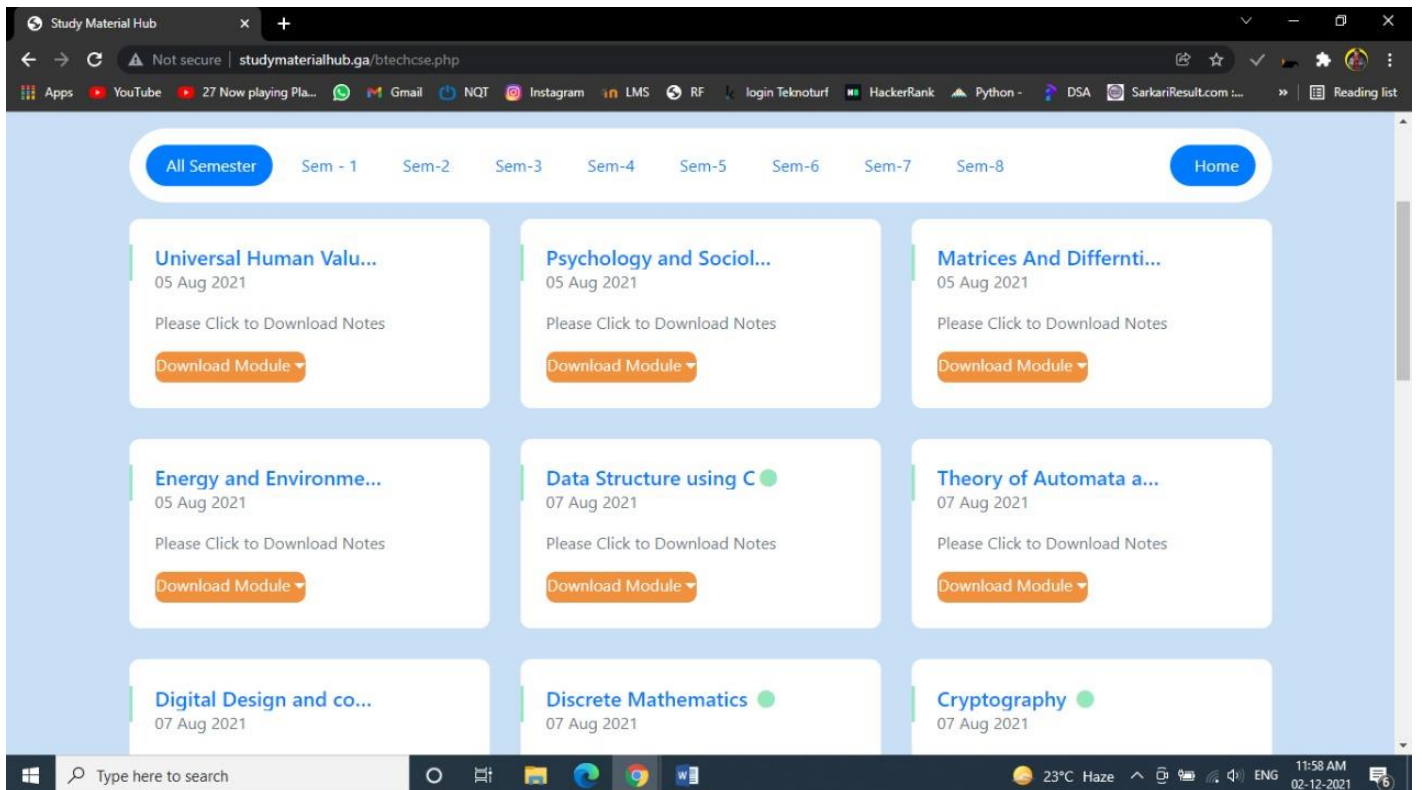 Study Material Hub
Not secure | studymaterialhub.ga/btechcse.php
Apps YouTube 27 Now playing Pla... Gmail NQT Instagram LMS RF login Teknoturf HackerRank Python - DSA SarkariResult.com :... » Reading list
All Semester Sem - 1 Sem-2 Sem-3 Sem-4 Sem-5 Sem-6 Sem-7 Sem-8 Home
Universal Human Valu... Psychology and Sociol... Matrices And Differnti...
05 Aug 2021 05 Aug 2021 05 Aug 2021
Please Click to Download Notes Please Click to Download Notes Please Click to Download Notes
Download Module Download Module Download Module
Energy and Environme... Data Structure using C Theory of Automata a...
05 Aug 2021 07 Aug 2021 07 Aug 2021
Please Click to Download Notes Please Click to Download Notes Please Click to Download Notes
Download Module Download Module Download Module
Digital Design and co... Discrete Mathematics Cryptography
07 Aug 2021 07 Aug 2021 07 Aug 2021
Type here to search 23°C Haze ENG 11:58 AM
02-12-2021 6